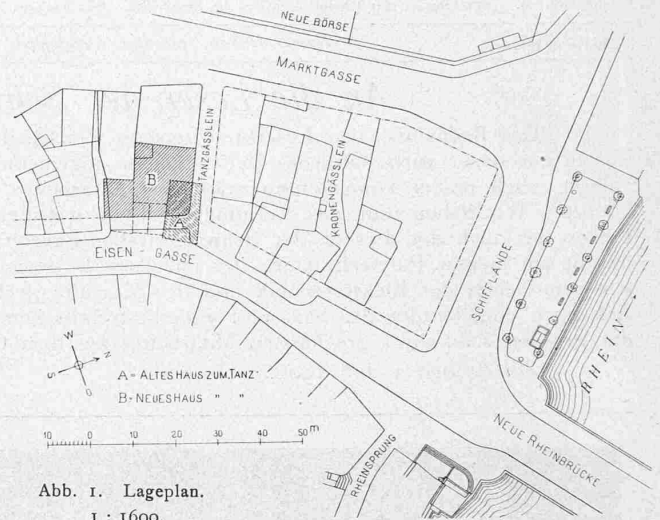 NEUE BÖRSE
MARKTGASSE
TANZGÄSSLEIN
KRONENGÄSSLEIN
B
A
EISEN GASSE
SCHIFFLÄNDE
RHEIN
W
N
S
O
A = ALTES HAUS ZUM „TANZ“
B = NEUES HAUS " "
10 0 10 20 30 40 50 m
NEUE RHEINBRÜCKE
RHEINSPRUNG
Abb. 1. Lageplan.
1 : 1600.